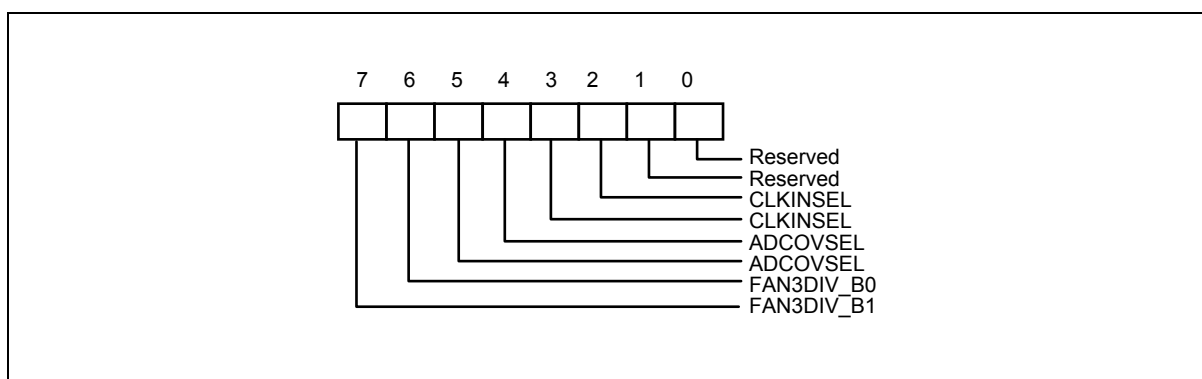 7 6 5 4 3 2 1 0
Reserved
Reserved
CLKINSEL
CLKINSEL
ADCOVSEL
ADCOVSEL
FAN3DIV_B0
FAN3DIV_B1